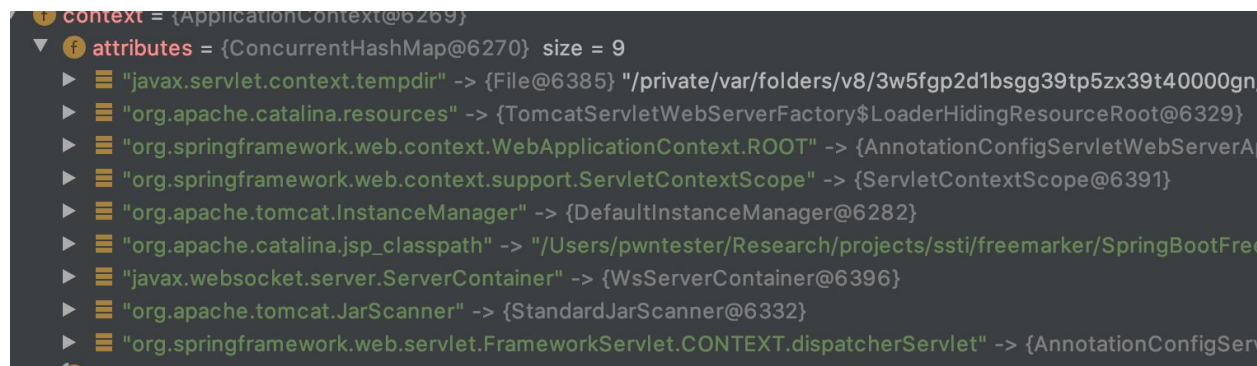 f context = {ApplicationContext@6269}
f attributes = {ConcurrentHashMap@6270} size = 9
"javax.servlet.context.tempdir" -> {File@6385} "/private/var/folders/v8/3w5fgp2d1bsgg39tp5zx39t40000gn
"org.apache.catalina.resources" -> {TomcatServletWebServerFactory$LoaderHidingResourceRoot@6329}
"org.springframework.web.context.WebApplicationContext.ROOT" -> {AnnotationConfigServletWebServerA
"org.springframework.web.context.support.ServletContextScope" -> {ServletContextScope@6391}
"org.apache.tomcat.InstanceManager" -> {DefaultInstanceManager@6282}
"org.apache.catalina.jsp_classpath" -> "/Users/pwntester/Research/projects/ssti/freemarker/SpringBootFree
"javax.websocket.server.ServerContainer" -> {WsServerContainer@6396}
"org.apache.tomcat.JarScanner" -> {StandardJarScanner@6332}
"org.springframework.web.servlet.FrameworkServlet.CONTEXT.dispatcherServlet" -> {AnnotationConfigServ